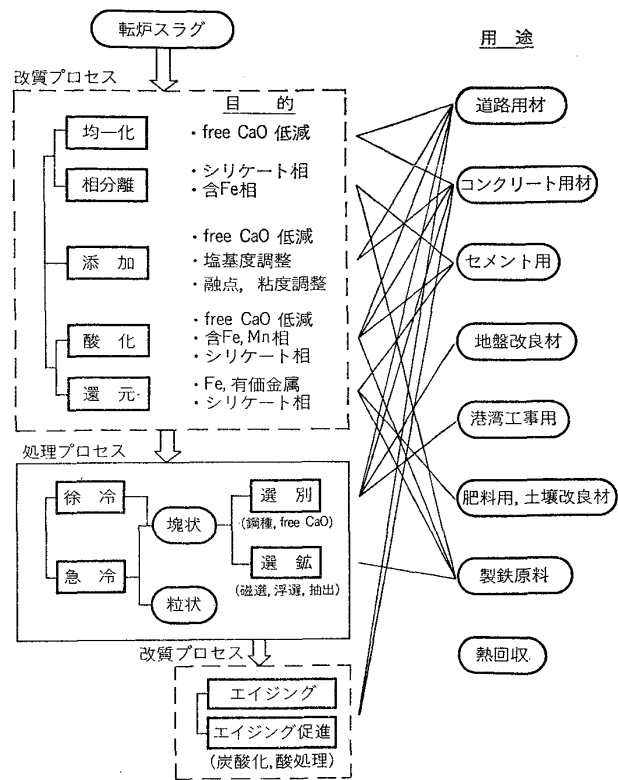 転炉スラグ
改質プロセス
目 的
均一化
・free CaO 低減
相分離
・シリケート相
・含Fe相
添 加
・free CaO 低減
・塩基度調整
・融点, 粘度調整
酸 化
・free CaO 低減
・含Fe, Mn相
・シリケート相
還 元
・Fe, 有価金属
・シリケート相
処理プロセス
徐 冷
急 冷
塊状
粒状
選 別
(鋼種, free CaO)
選 鉱
(磁選, 浮選, 抽出)
改質プロセス
エイジング
エイジング促進
(炭酸化, 酸処理)
用 途
道路用材
コンクリート用材
セメント用
地盤改良材
港湾工事用
肥料用, 土壌改良材
製鉄原料
熱回収